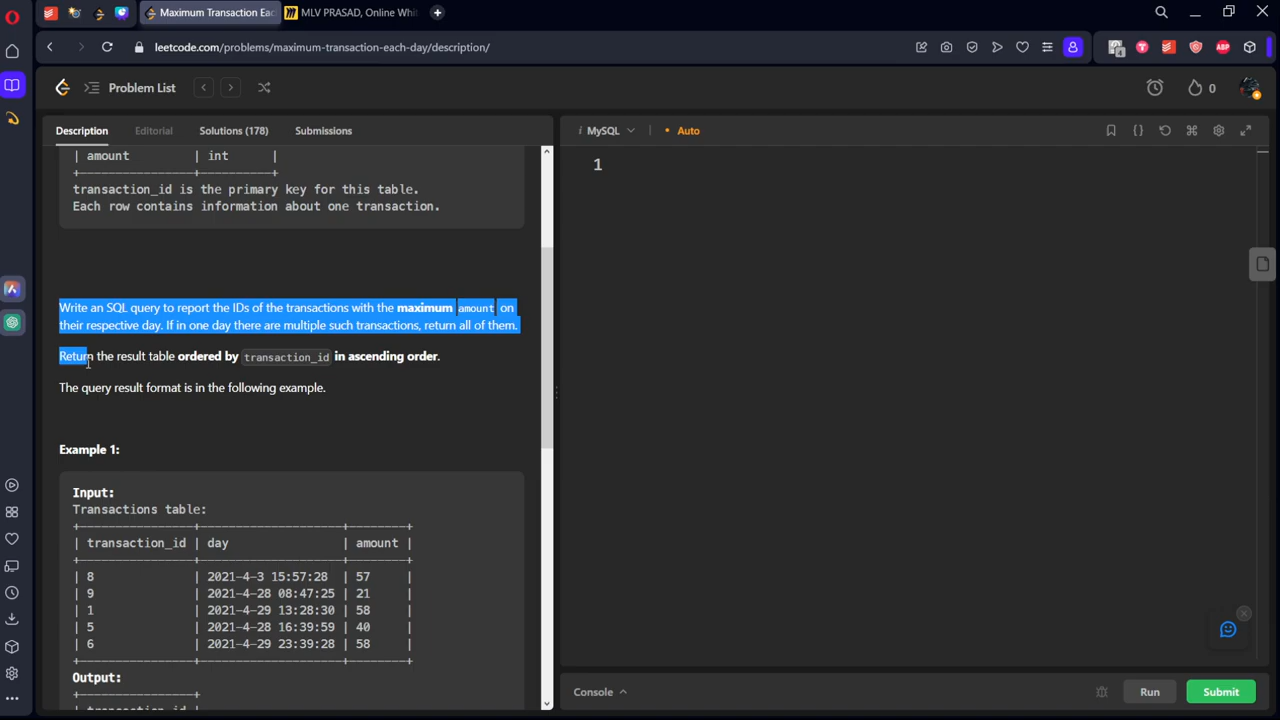 Maximum Transaction Eac
MLV PRASAD, Online Whit
leetcode.com/problems/maximum-transaction-each-day/description/
ABP
Problem List
0
Description
Editorial
Solutions (178)
Submissions
| amount | int |
+----------------+----------+
transaction_id is the primary key for this table.
Each row contains information about one transaction.
Write an SQL query to report the IDs of the transactions with the maximum amount on
their respective day. If in one day there are multiple such transactions, return all of them.
Return the result table ordered by transaction_id in ascending order.
The query result format is in the following example.
Example 1:
Input:
Transactions table:
+----------------+--------------------+--------+
| transaction_id | day | amount |
+----------------+--------------------+--------+
| 8 | 2021-4-3 15:57:28 | 57 |
| 9 | 2021-4-28 08:47:25 | 21 |
| 1 | 2021-4-29 13:28:30 | 58 |
| 5 | 2021-4-28 16:39:59 | 40 |
| 6 | 2021-4-29 23:39:28 | 58 |
+----------------+--------------------+--------+
Output:
+----------------+
i MySQL
• Auto
1
Console
Run
Submit